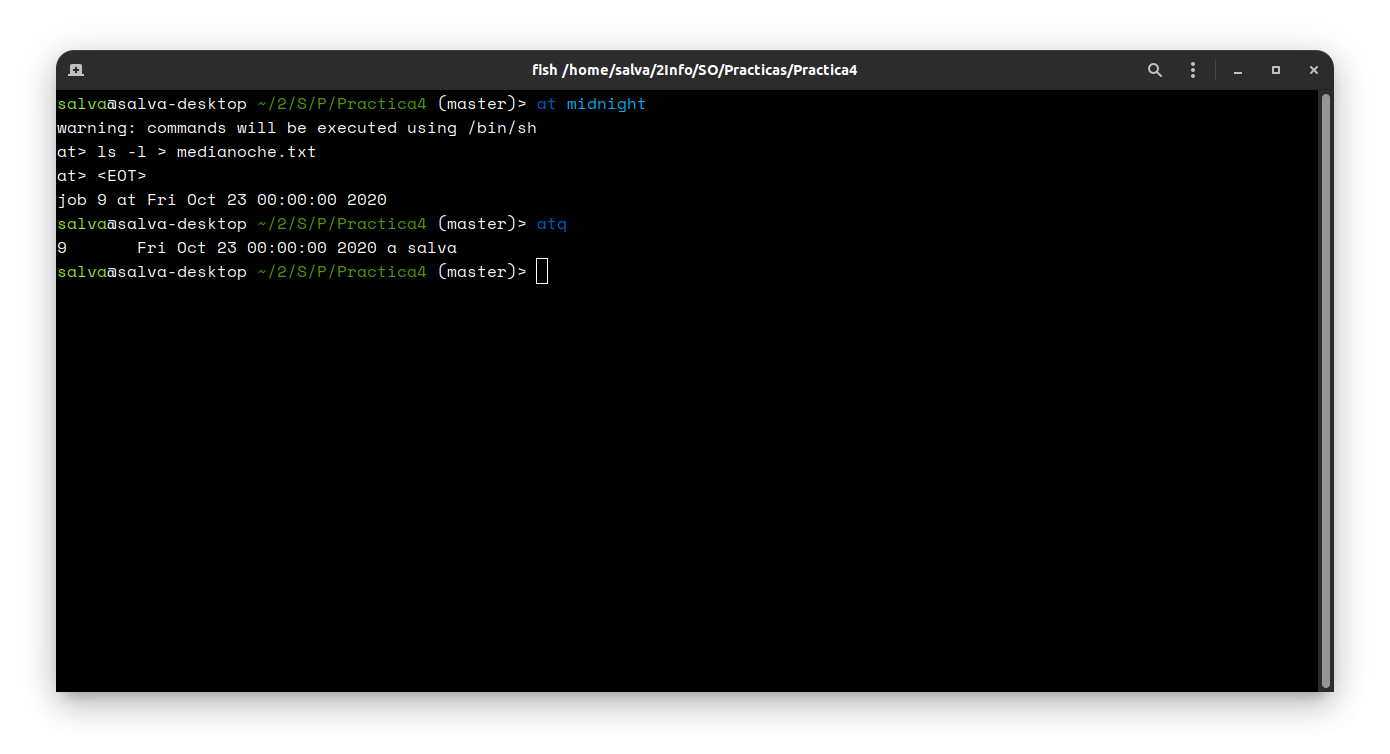 fish /home/salva/2Info/SO/Practicas/Practica4
salva@salva-desktop ~/2/S/P/Practica4 (master)> at midnight
warning: commands will be executed using /bin/sh
at> ls -l > medianoche.txt
at> <EOT>
job 9 at Fri Oct 23 00:00:00 2020
salva@salva-desktop ~/2/S/P/Practica4 (master)> atq
9       Fri Oct 23 00:00:00 2020 a salva
salva@salva-desktop ~/2/S/P/Practica4 (master)>